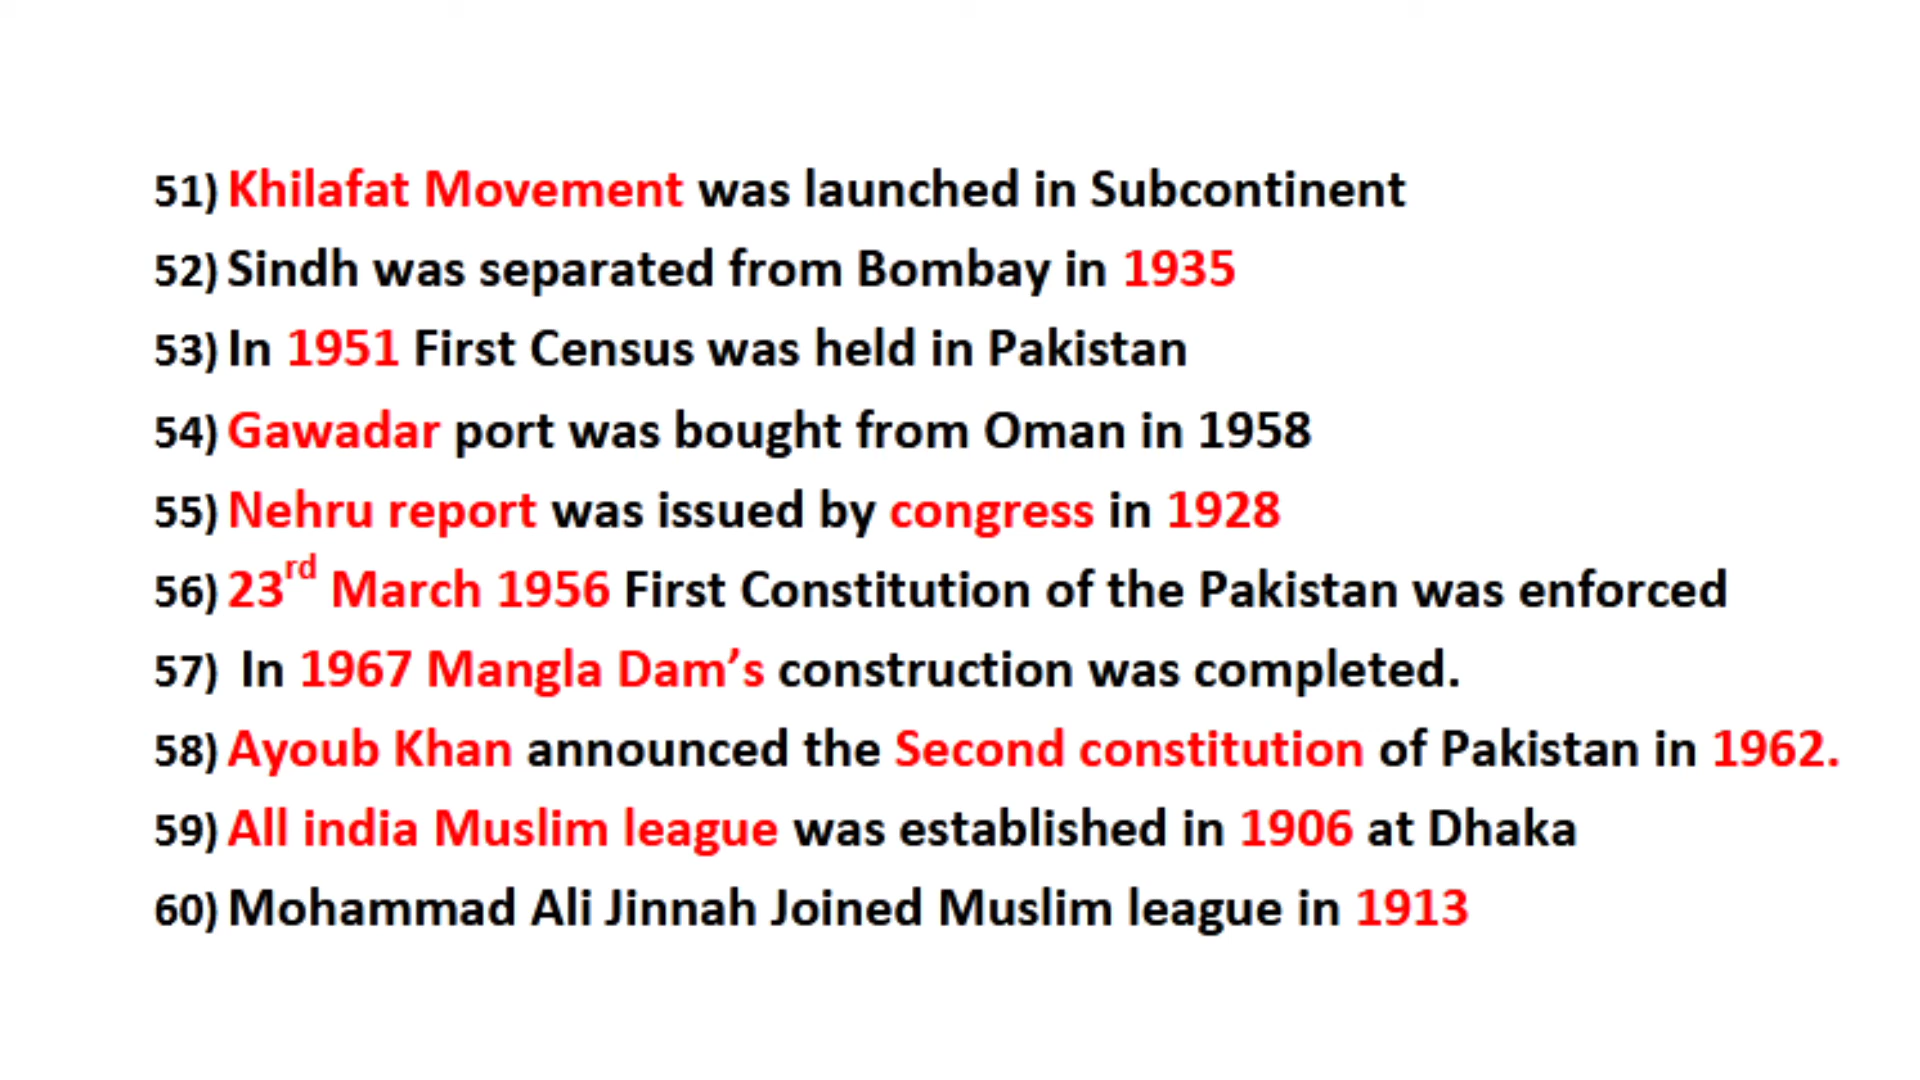 51) Khilafat Movement was launched in Subcontinent
52) Sindh was separated from Bombay in 1935
53) In 1951 First Census was held in Pakistan
54) Gawadar port was bought from Oman in 1958
55) Nehru report was issued by congress in 1928
56) 23rd March 1956 First Constitution of the Pakistan was enforced
57) In 1967 Mangla Dam’s construction was completed.
58) Ayoub Khan announced the Second constitution of Pakistan in 1962.
59) All india Muslim league was established in 1906 at Dhaka
60) Mohammad Ali Jinnah Joined Muslim league in 1913